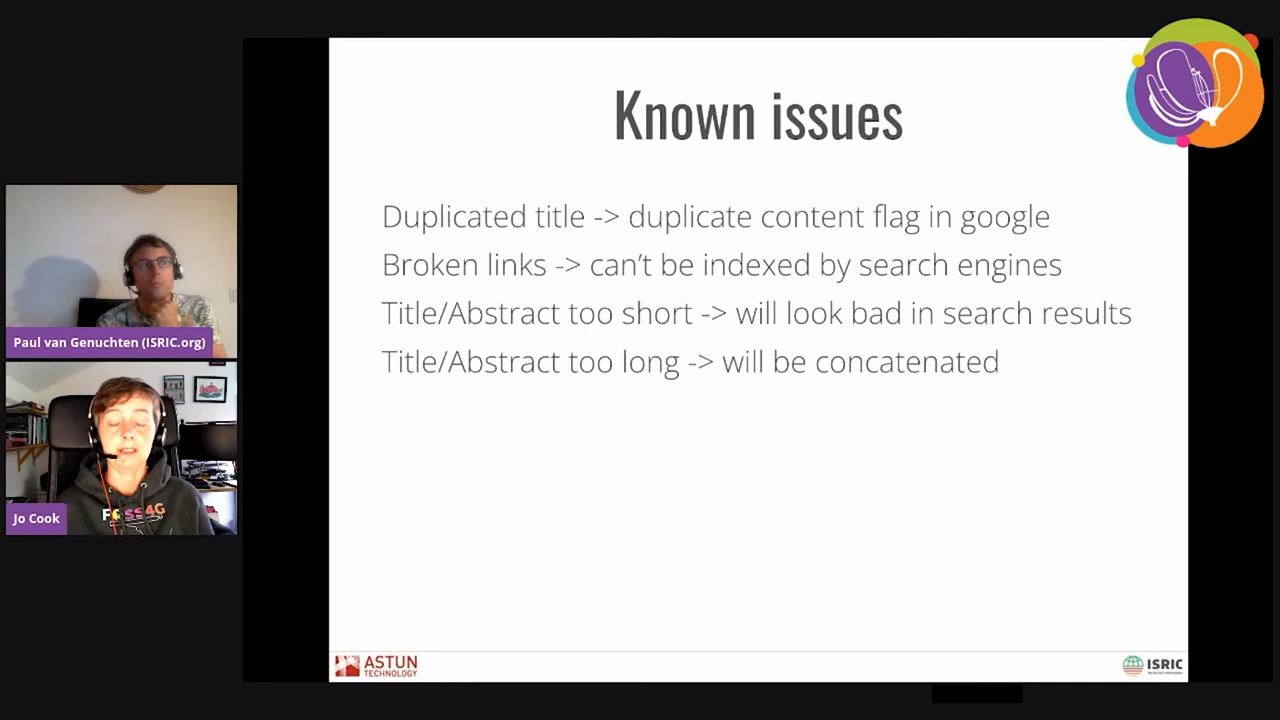 Known issues
Duplicated title -> duplicate content flag in google
Broken links -> can't be indexed by search engines
Title/Abstract too short -> will look bad in search results
Title/Abstract too long -> will be concatenated
Paul van Genuchten (ISRIC.org)
FOSS4G
Jo Cook
ASTUN
TECHNOLOGY
ISRIC